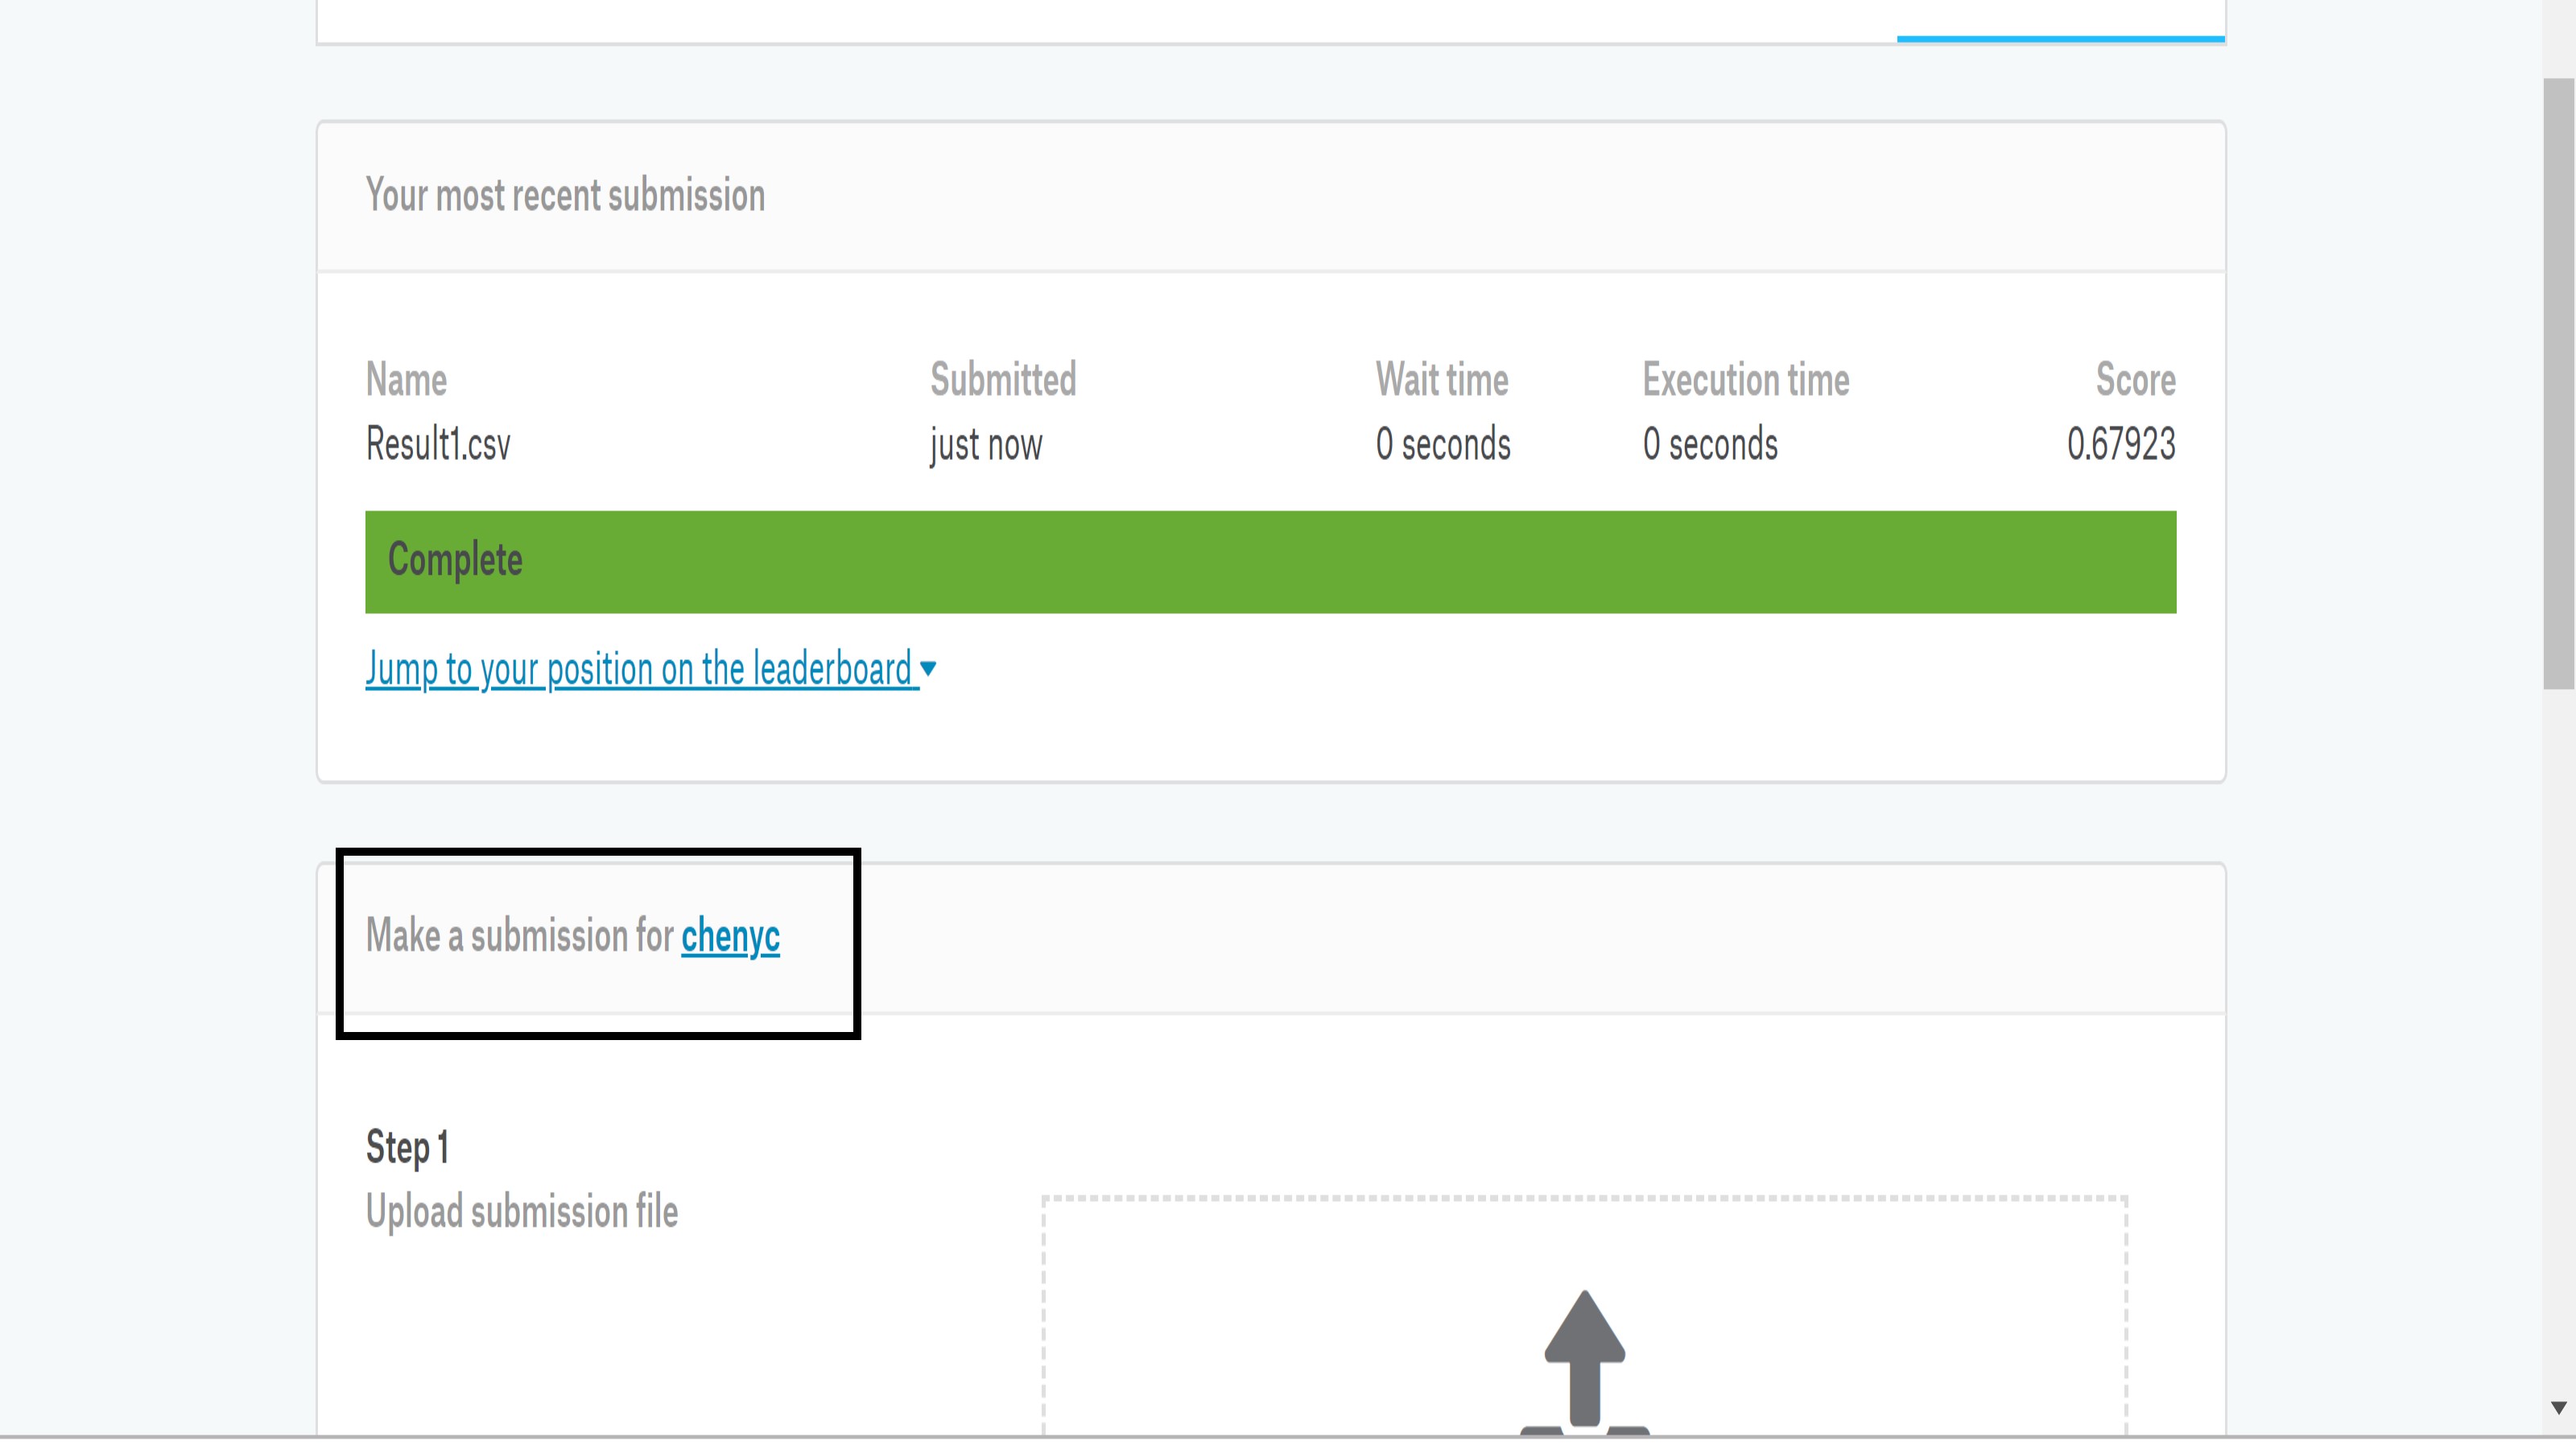 Your most recent submission
Name Submitted Wait time Execution time Score
Result1.csv just now 0 seconds 0 seconds 0.67923
Complete
Jump to your position on the leaderboard
Make a submission for chenyc
Step 1
Upload submission file